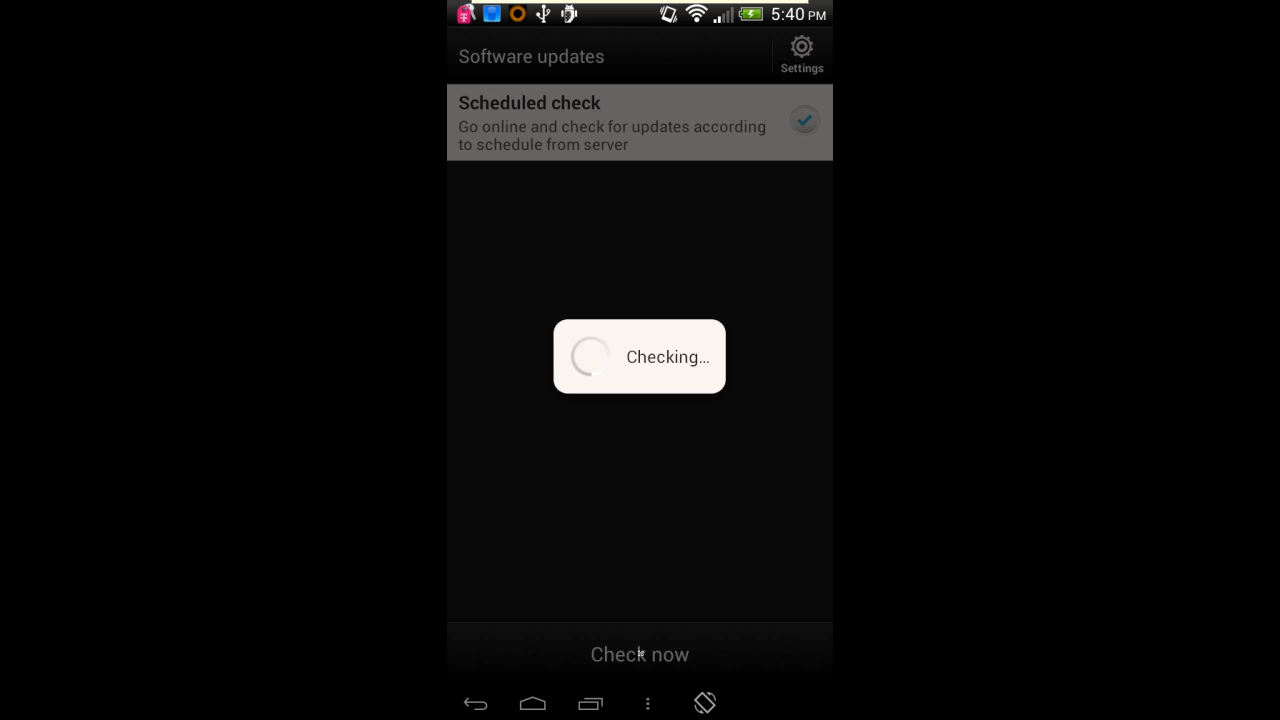 5:40 PM
Software updates
Settings
Scheduled check
Go online and check for updates according
to schedule from server
Checking...
Check now